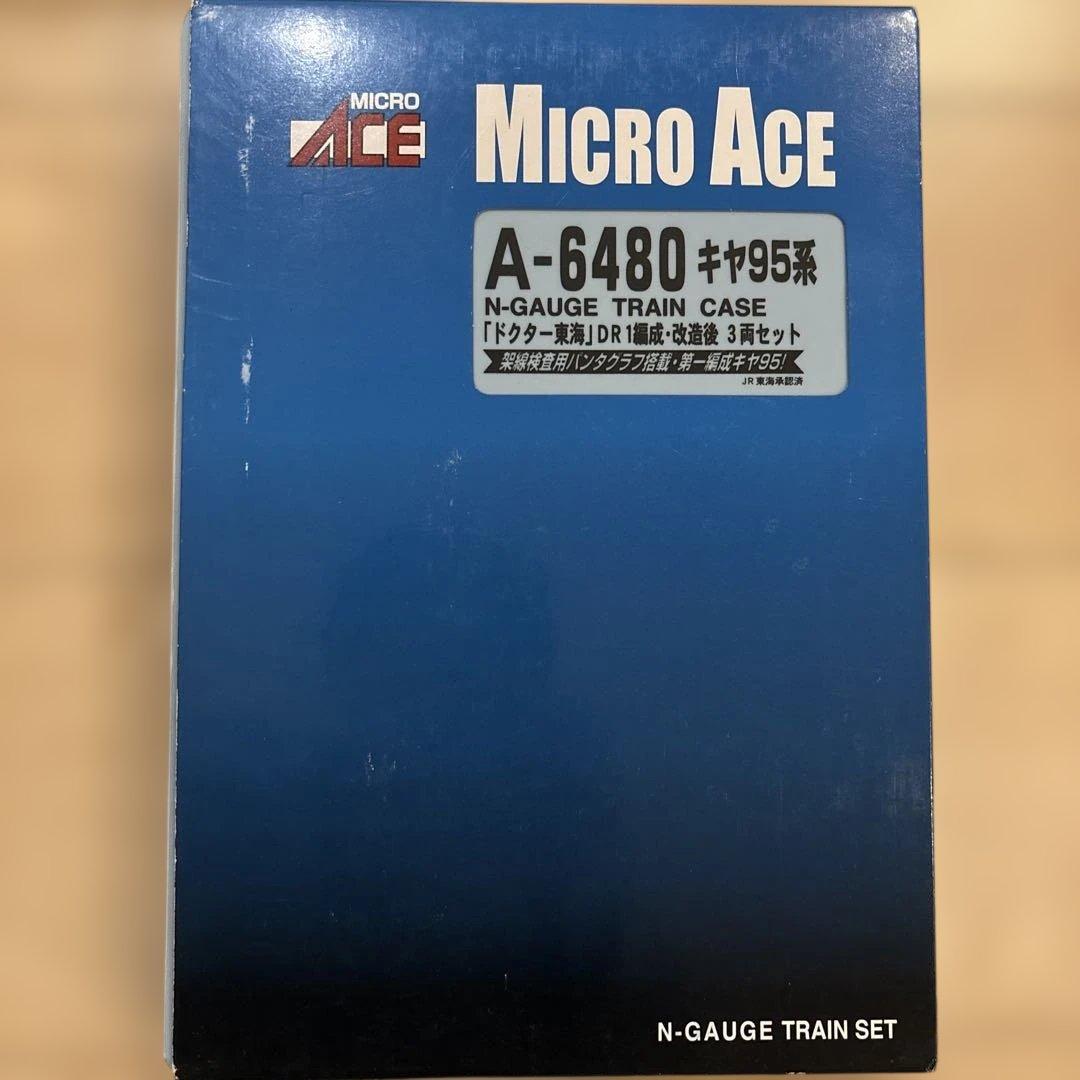 MICRO
ACE
MICRO ACE
A-6480 キヤ95系
N-GAUGE TRAIN CASE
「ドクター東海」DR1編成・改造後 3両セット
架線検査用パンタグラフ搭載・第一編成キヤ95!
JR東海承認済
N-GAUGE TRAIN SET